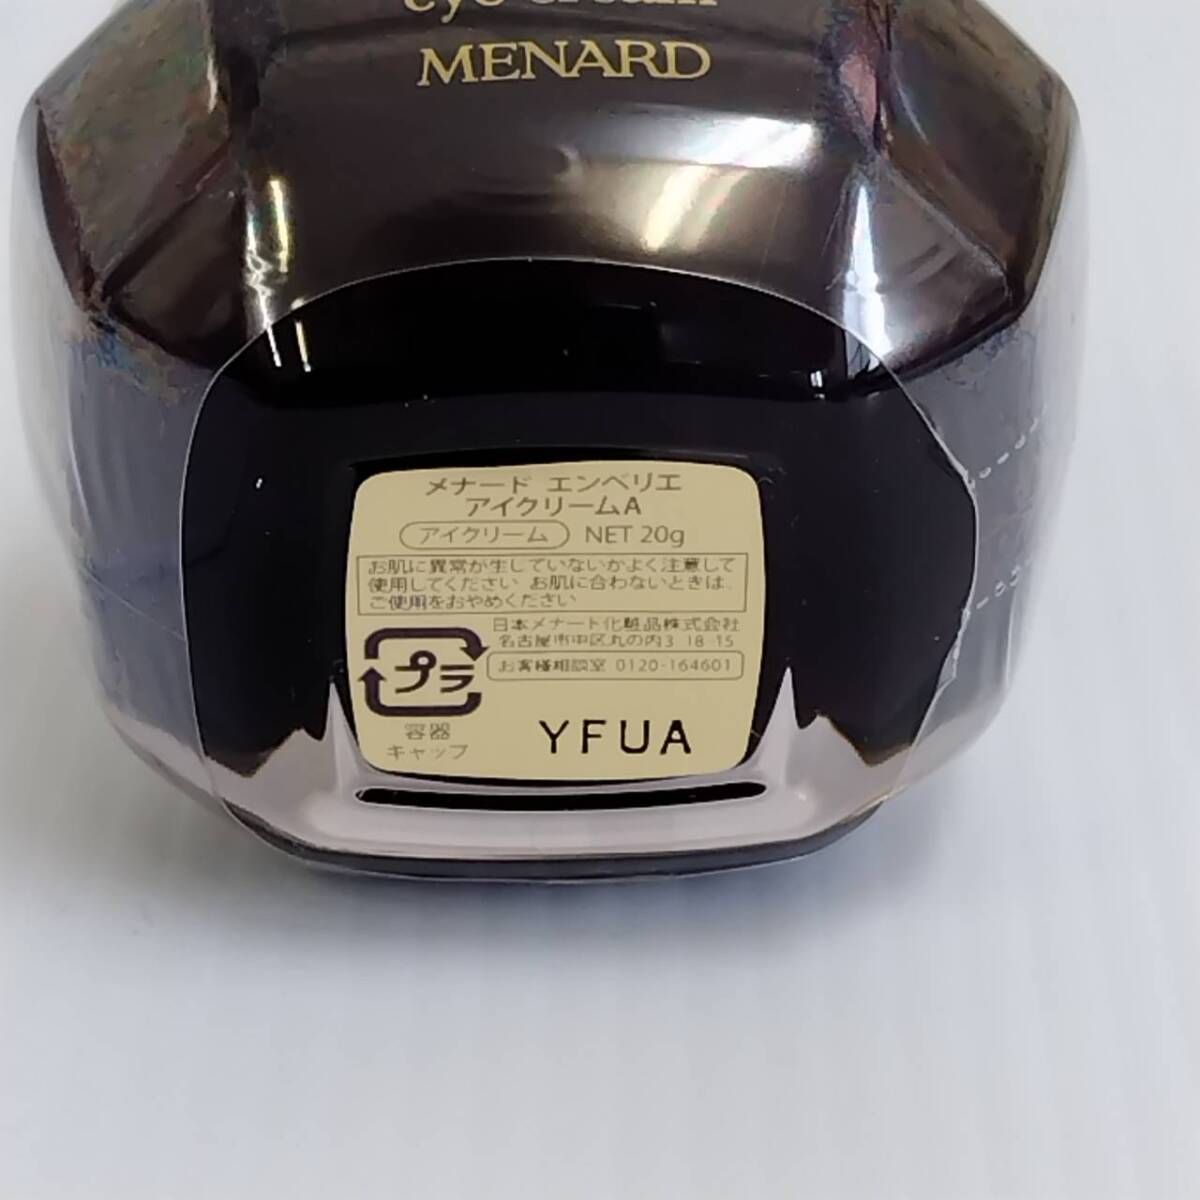 eye cream
MENARD
メナード エンベリエ
アイクリームA
アイクリーム NET 20g
お肌に異常が生じていないかよく注意して
使用してください お肌に合わないときは、
ご使用をおやめください
日本メナード化粧品株式会社
名古屋市中区丸の内3-18-15
お客様相談室 0120-164601
プラ
容器
キャップ
YFUA